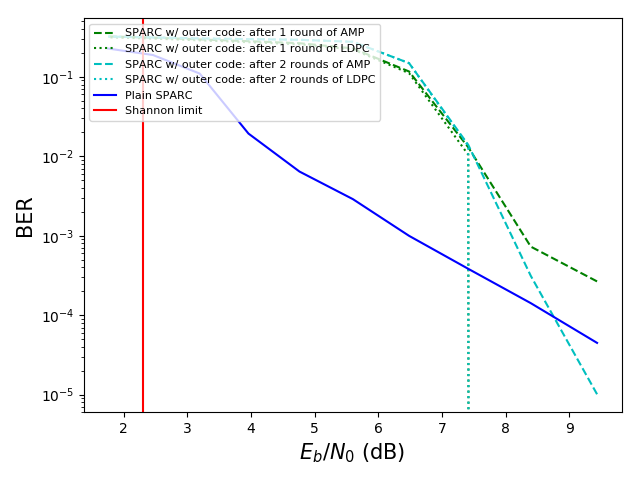 SPARC w/ outer code: after 1 round of AMP
SPARC w/ outer code: after 1 round of LDPC
SPARC w/ outer code: after 2 rounds of AMP
SPARC w/ outer code: after 2 rounds of LDPC
Plain SPARC
Shannon limit
BER
10⁻¹
10⁻²
10⁻³
10⁻⁴
10⁻⁵
2 3 4 5 6 7 8 9
E_b/N_0 (dB)